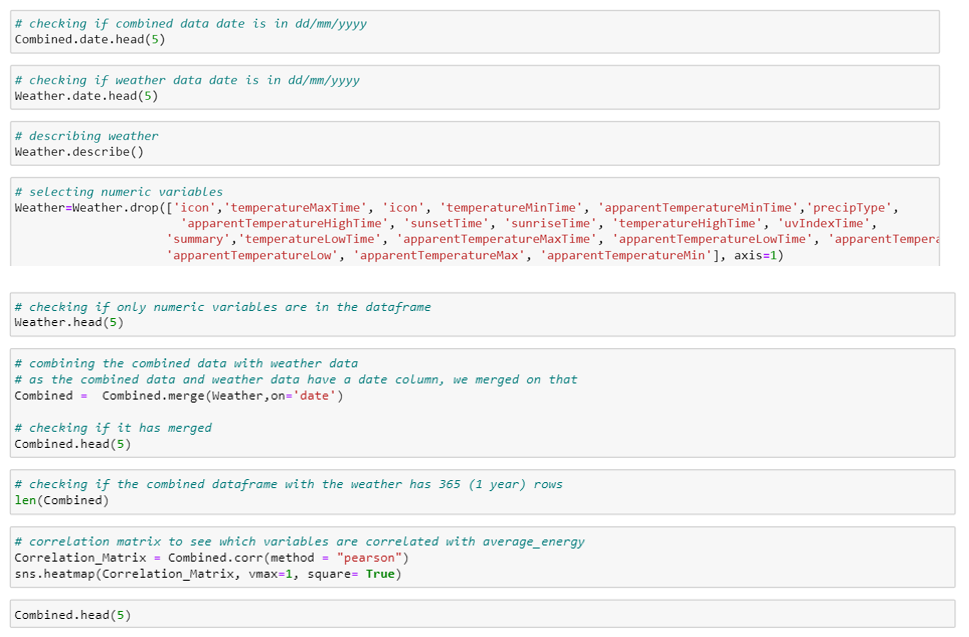 # checking if combined data date is in dd/mm/yyyy
Combined.date.head(5)
# checking if weather data date is in dd/mm/yyyy
Weather.date.head(5)
# describing weather
Weather.describe()
# selecting numeric variables
Weather=Weather.drop(['icon','temperatureMaxTime', 'icon', 'temperatureMinTime', 'apparentTemperatureMinTime','precipType',
'apparentTemperatureHighTime', 'sunsetTime', 'sunriseTime', 'temperatureHighTime', 'uvIndexTime',
'summary','temperatureLowTime', 'apparentTemperatureMaxTime', 'apparentTemperatureLowTime',
'apparentTemperatureLow', 'apparentTemperatureMax', 'apparentTemperatureMin'], axis=1)
# checking if only numeric variables are in the dataframe
Weather.head(5)
# combining the combined data with weather data
# as the combined data and weather data have a date column, we merged on that
Combined =  Combined.merge(Weather,on='date')
# checking if it has merged
Combined.head(5)
# checking if the combined dataframe with the weather has 365 (1 year) rows
len(Combined)
# correlation matrix to see which variables are correlated with average_energy
Correlation_Matrix = Combined.corr(method = "pearson")
sns.heatmap(Correlation_Matrix, vmax=1, square= True)
Combined.head(5)